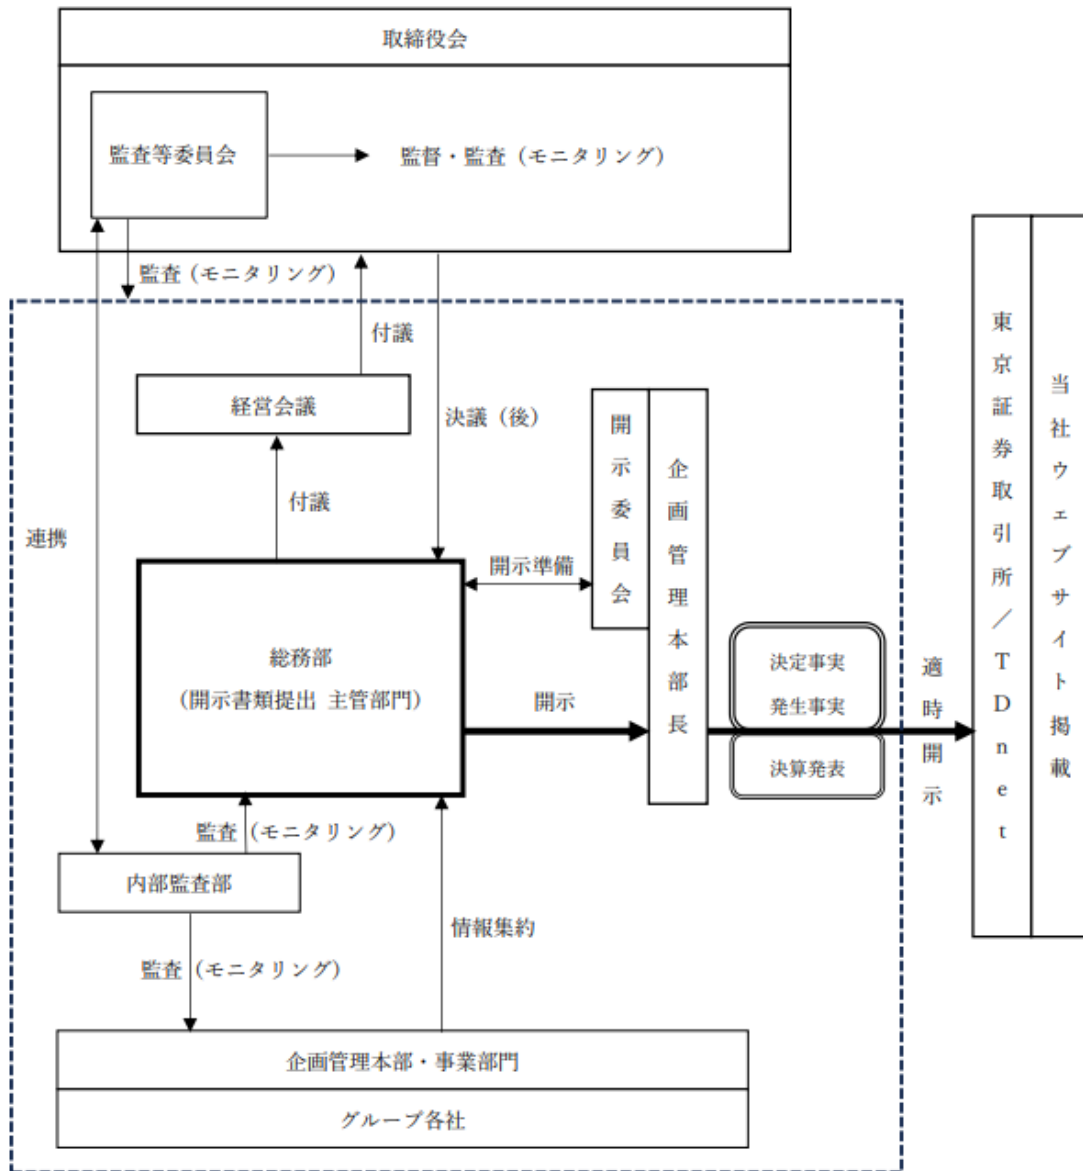 取締役会
監査等委員会
監督・監査（モニタリング）
監査（モニタリング）
付議
経営会議
決議（後）
付議
連携
開示準備
開示委員会
企画管理本部長
総務部
（開示書類提出 主管部門）
開示
決定事実
発生事実
決算発表
適時開示
東京証券取引所／TDnet
当社ウェブサイト掲載
監査（モニタリング）
内部監査部
情報集約
監査（モニタリング）
企画管理本部・事業部門
グループ各社